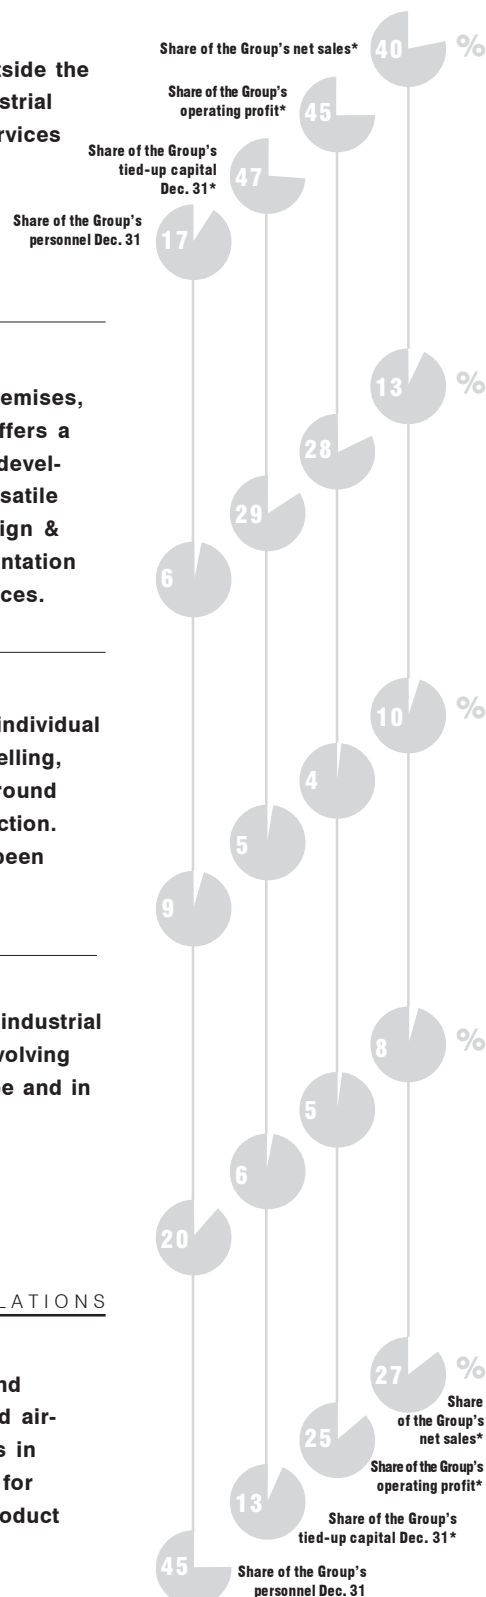 tside the
strial
rvices
Share of the Group's net sales*
40 %
Share of the Group's
operating profit*
45
Share of the Group's
tied-up capital
Dec. 31*
47
Share of the Group's
personnel Dec. 31
17
emises,
ffers a
devel-
satile
ign &
ntation
ces.
13 %
28
29
6
individual
elling,
round
ction.
been
10 %
4
5
9
industrial
volving
e and in
8 %
5
6
20
LATIONS
nd
d air-
s in
for
oduct
27 %
Share
of the Group's
net sales*
25
Share of the Group's
operating profit*
13
Share of the Group's
tied-up capital Dec. 31*
45
Share of the Group's
personnel Dec. 31